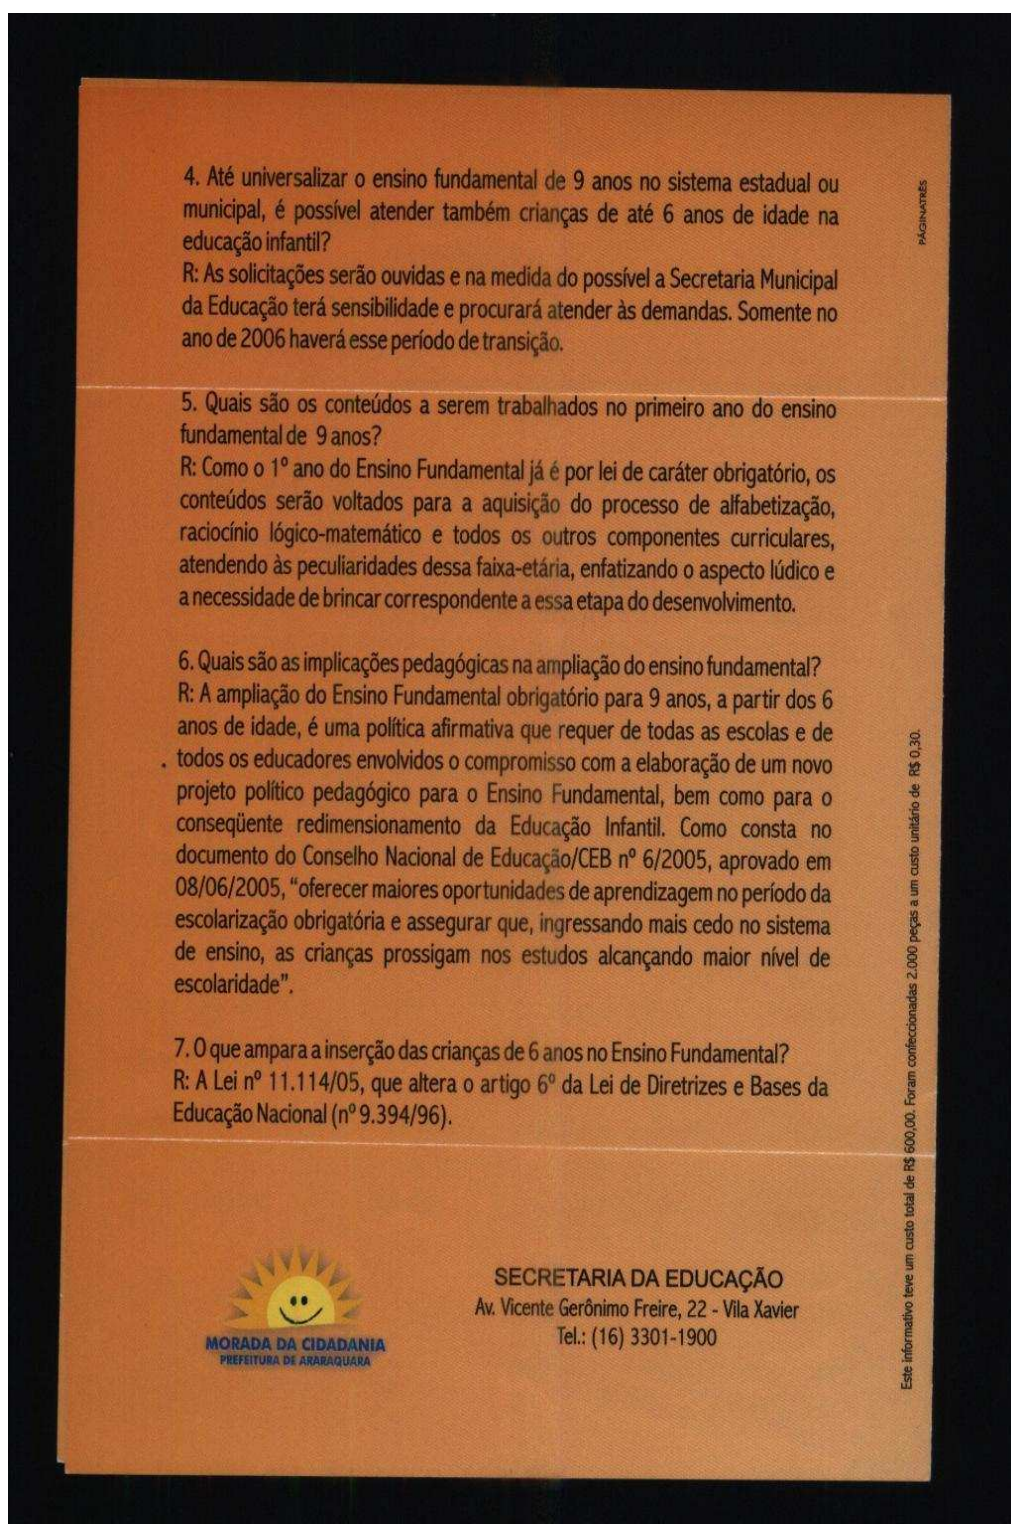 4. Até universalizar o ensino fundamental de 9 anos no sistema estadual ou
municipal, é possível atender também crianças de até 6 anos de idade na
educação infantil?
R: As solicitações serão ouvidas e na medida do possível a Secretaria Municipal
da Educação terá sensibilidade e procurará atender às demandas. Somente no
ano de 2006 haverá esse período de transição.
5. Quais são os conteúdos a serem trabalhados no primeiro ano do ensino
fundamental de 9 anos?
R: Como o 1º ano do Ensino Fundamental já é por lei de caráter obrigatório, os
conteúdos serão voltados para a aquisição do processo de alfabetização,
raciocínio lógico-matemático e todos os outros componentes curriculares,
atendendo às peculiaridades dessa faixa-etária, enfatizando o aspecto lúdico e
a necessidade de brincar correspondente a essa etapa do desenvolvimento.
6. Quais são as implicações pedagógicas na ampliação do ensino fundamental?
R: A ampliação do Ensino Fundamental obrigatório para 9 anos, a partir dos 6
anos de idade, é uma política afirmativa que requer de todas as escolas e de
todos os educadores envolvidos o compromisso com a elaboração de um novo
projeto político pedagógico para o Ensino Fundamental, bem como para o
conseqüente redimensionamento da Educação Infantil. Como consta no
documento do Conselho Nacional de Educação/CEB nº 6/2005, aprovado em
08/06/2005, “oferecer maiores oportunidades de aprendizagem no período da
escolarização obrigatória e assegurar que, ingressando mais cedo no sistema
de ensino, as crianças prossigam nos estudos alcançando maior nível de
escolaridade”.
7. O que ampara a inserção das crianças de 6 anos no Ensino Fundamental?
R: A Lei nº 11.114/05, que altera o artigo 6º da Lei de Diretrizes e Bases da
Educação Nacional (nº 9.394/96).
MORADA DA CIDADANIA
PREFEITURA DE ARARAQUARA
SECRETARIA DA EDUCAÇÃO
Av. Vicente Gerônimo Freire, 22 - Vila Xavier
Tel.: (16) 3301-1900
PÁGINATRÊS
Este informativo teve um custo total de R$ 600,00. Foram confeccionadas 2.000 peças a um custo unitário de R$ 0,30.